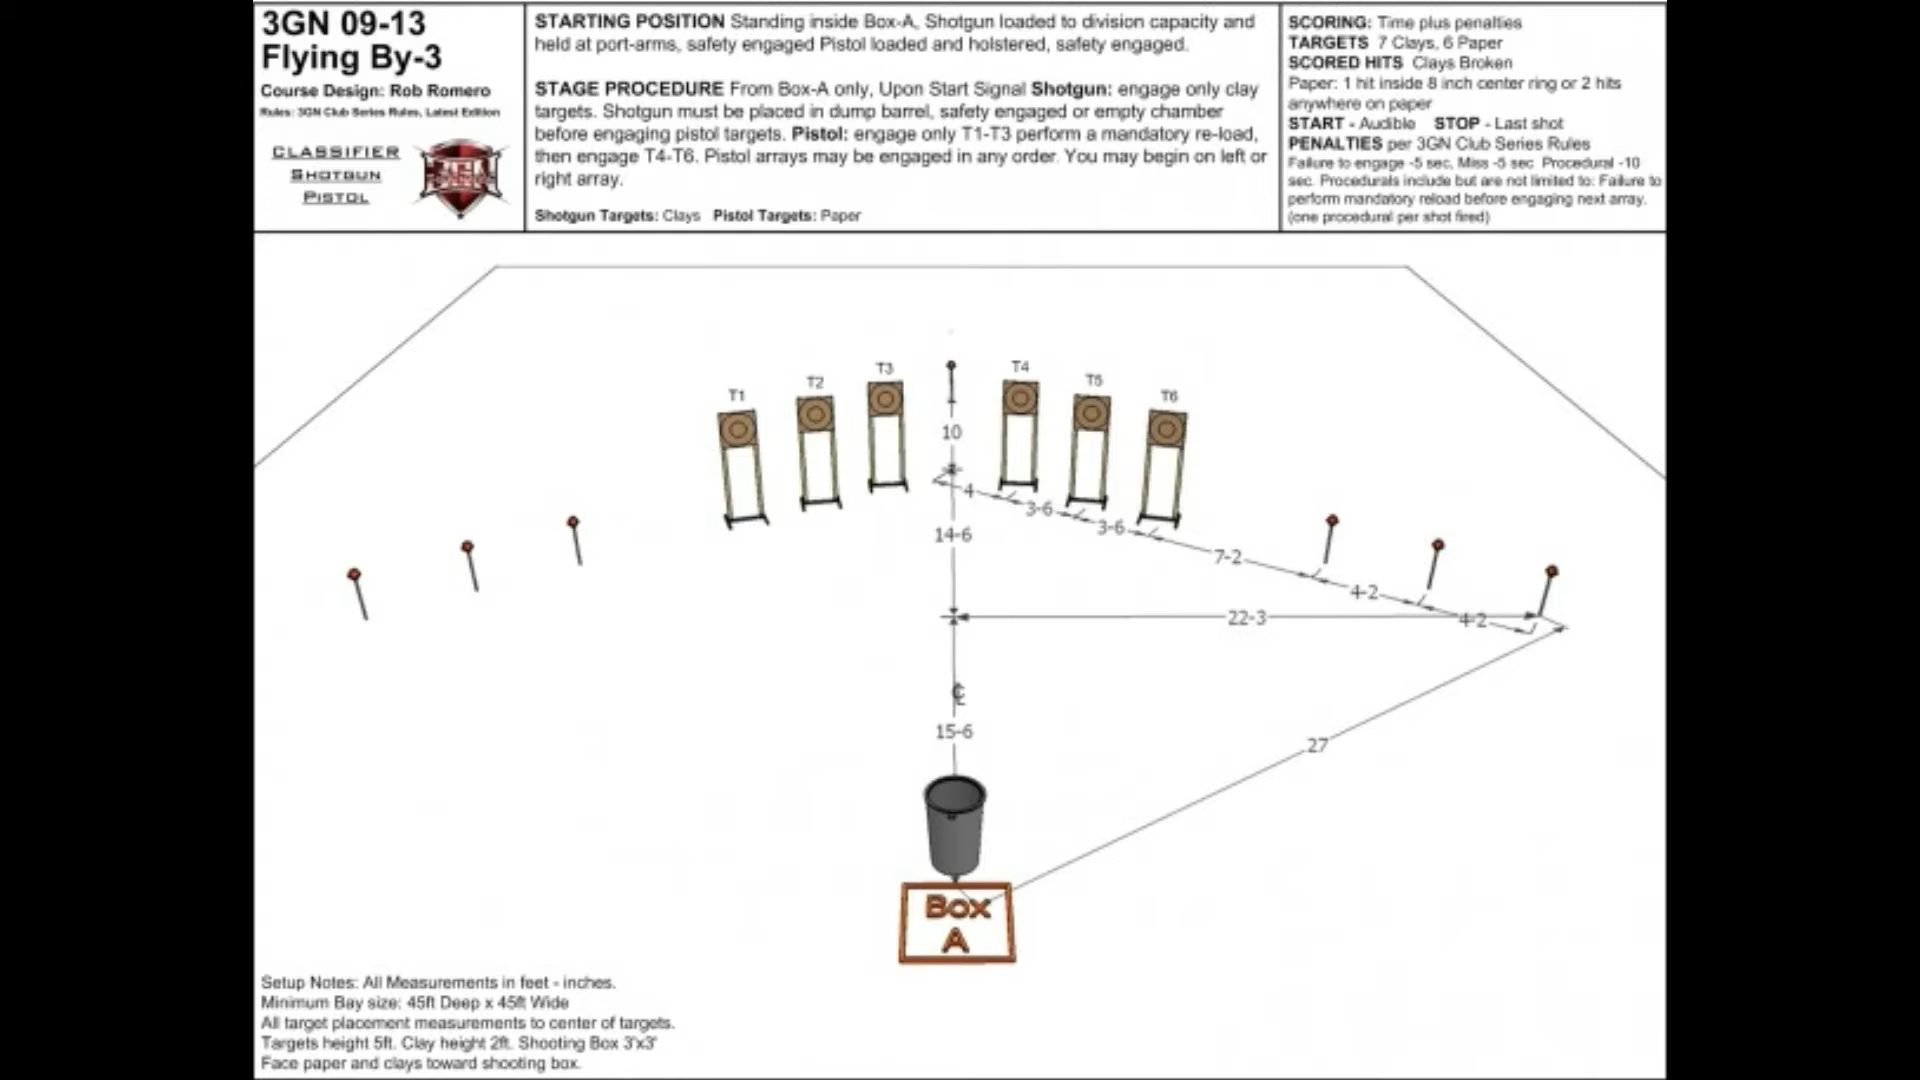 3GN 09-13
Flying By-3
Course Design: Rob Romero
Rules: 3GN Club Series Rules, Latest Edition
CLASSIFIER
SHOTGUN
PISTOL
STARTING POSITION Standing inside Box-A, Shotgun loaded to division capacity and
held at port-arms, safety engaged Pistol loaded and holstered, safety engaged.
STAGE PROCEDURE From Box-A only, Upon Start Signal Shotgun: engage only clay
targets. Shotgun must be placed in dump barrel, safety engaged or empty chamber
before engaging pistol targets. Pistol: engage only T1-T3 perform a mandatory re-load,
then engage T4-T6. Pistol arrays may be engaged in any order. You may begin on left or
right array.
Shotgun Targets: Clays Pistol Targets: Paper
SCORING: Time plus penalties
TARGETS 7 Clays, 6 Paper
SCORED HITS Clays Broken
Paper: 1 hit inside 8 inch center ring or 2 hits
anywhere on paper
START - Audible STOP - Last shot
PENALTIES per 3GN Club Series Rules
Failure to engage -5 sec, Miss -5 sec Procedural -10
sec. Procedurals include but are not limited to: Failure to
perform mandatory reload before engaging next array.
(one procedural per shot fired)
T1
T2
T3
T4
T5
T6
10
4
3-6
3-6
14-6
7-2
4-2
4-2
22-3
℄
15-6
27
Box
A
Setup Notes: All Measurements in feet - inches.
Minimum Bay size: 45ft Deep x 45ft Wide
All target placement measurements to center of targets.
Targets height 5ft. Clay height 2ft. Shooting Box 3'x3'
Face paper and clays toward shooting box.